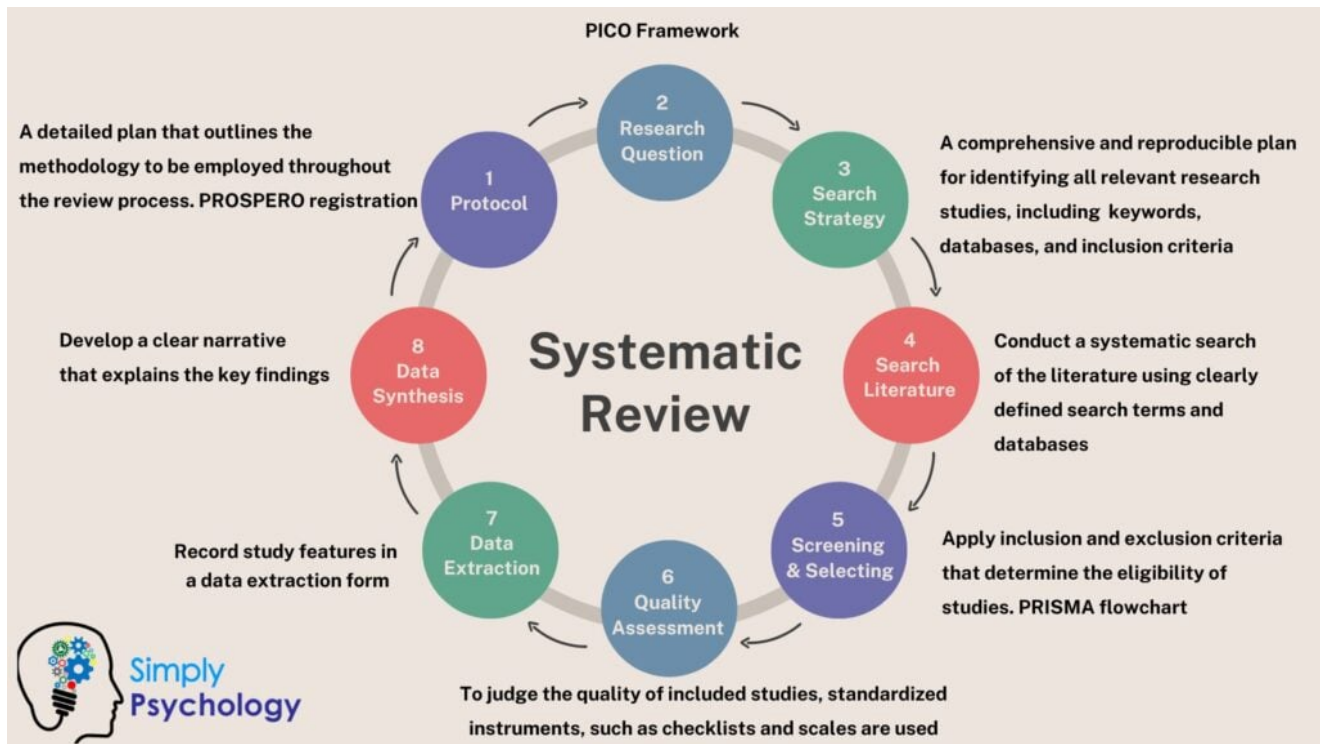 PICO Framework
2
Research
Question
A detailed plan that outlines the
methodology to be employed throughout
the review process. PROSPERO registration
1
Protocol
3
Search
Strategy
A comprehensive and reproducible plan
for identifying all relevant research
studies, including keywords,
databases, and inclusion criteria
Systematic
Review
4
Search
Literature
Conduct a systematic search
of the literature using clearly
defined search terms and
databases
5
Screening
& Selecting
Apply inclusion and exclusion criteria
that determine the eligibility of
studies. PRISMA flowchart
6
Quality
Assessment
To judge the quality of included studies, standardized
instruments, such as checklists and scales are used
7
Data
Extraction
Record study features in
a data extraction form
8
Data
Synthesis
Develop a clear narrative
that explains the key findings
Simply
Psychology